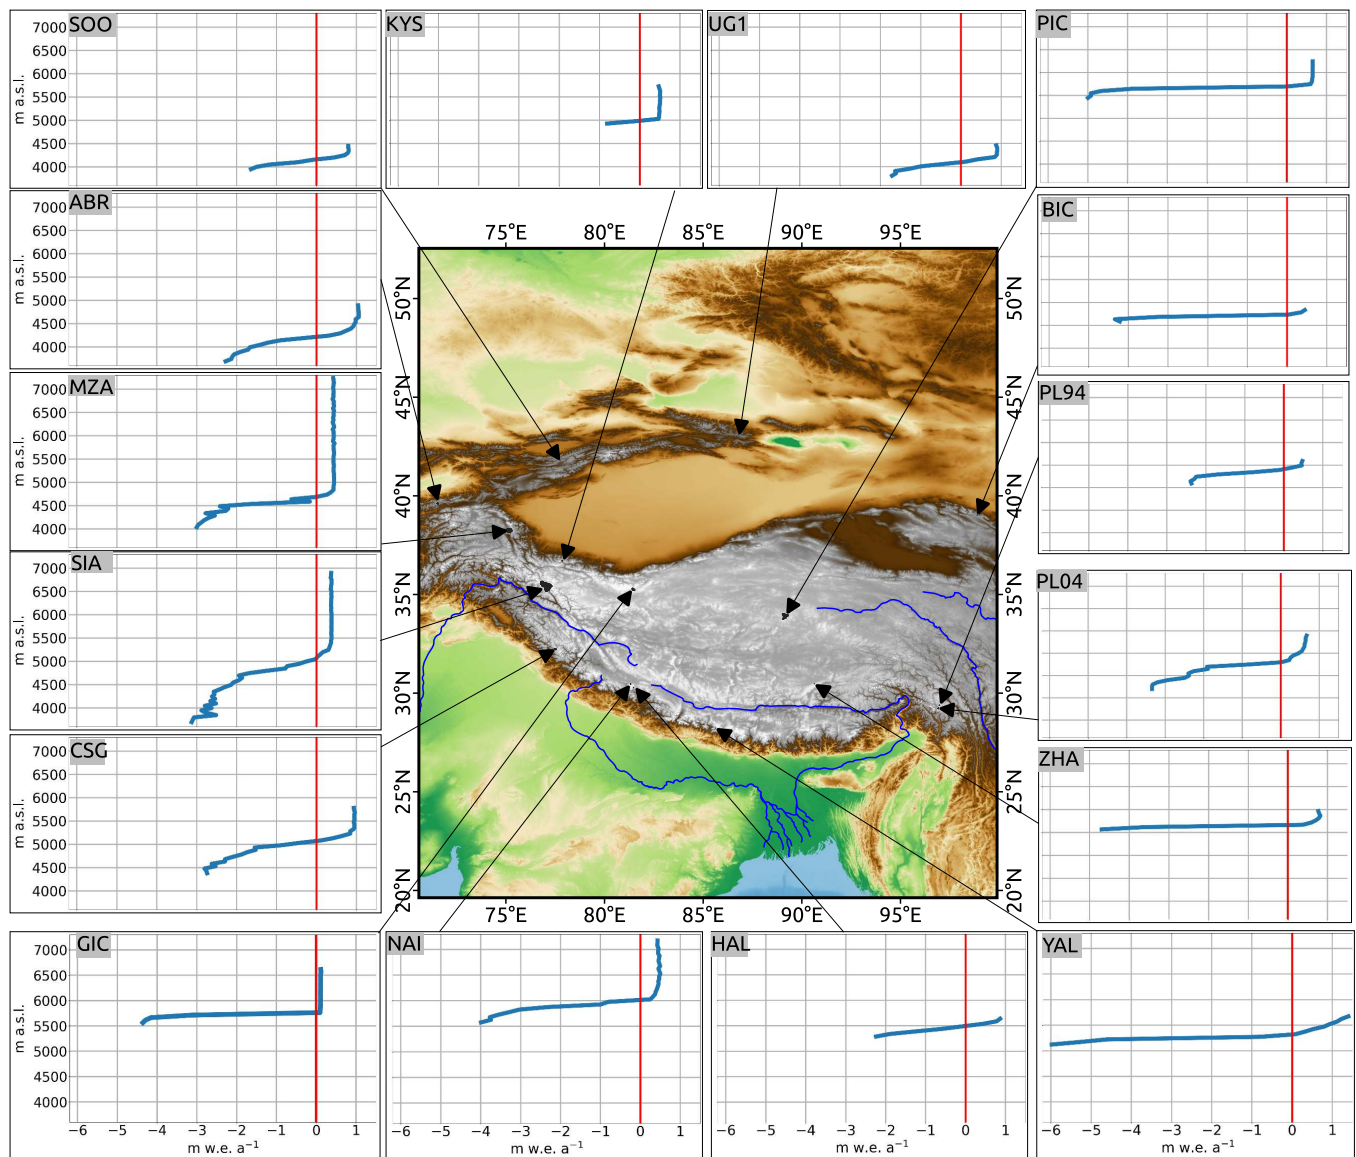 SOO
7000
6500
6000
5500
5000
4500
4000
m a.s.l.
KYS
UG1
PIC
ABR
7000
6500
6000
5500
5000
4500
4000
m a.s.l.
BIC
MZA
7000
6500
6000
5500
5000
4500
4000
m a.s.l.
PL94
SIA
7000
6500
6000
5500
5000
4500
4000
m a.s.l.
PL04
CSG
7000
6500
6000
5500
5000
4500
4000
m a.s.l.
ZHA
75°E 80°E 85°E 90°E 95°E
50°N 50°N
45°N 45°N
40°N 40°N
35°N 35°N
30°N 30°N
25°N 25°N
20°N 20°N
75°E 80°E 85°E 90°E 95°E
GIC
7000
6500
6000
5500
5000
4500
4000
m a.s.l.
−6 −5 −4 −3 −2 −1 0 1
m w.e. a⁻¹
NAI
−6 −5 −4 −3 −2 −1 0 1
m w.e. a⁻¹
HAL
−6 −5 −4 −3 −2 −1 0 1
m w.e. a⁻¹
YAL
−6 −5 −4 −3 −2 −1 0 1
m w.e. a⁻¹